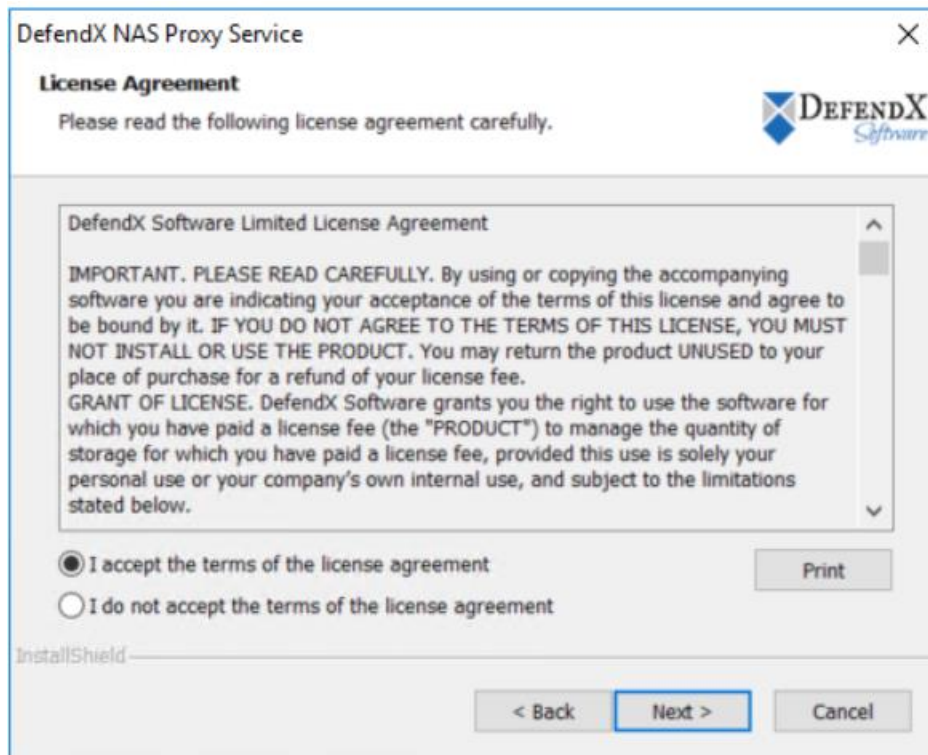 DefendX NAS Proxy Service
License Agreement
Please read the following license agreement carefully.
DEFENDX
Software
DefendX Software Limited License Agreement
IMPORTANT. PLEASE READ CAREFULLY. By using or copying the accompanying
software you are indicating your acceptance of the terms of this license and agree to
be bound by it. IF YOU DO NOT AGREE TO THE TERMS OF THIS LICENSE, YOU MUST
NOT INSTALL OR USE THE PRODUCT. You may return the product UNUSED to your
place of purchase for a refund of your license fee.
GRANT OF LICENSE. DefendX Software grants you the right to use the software for
which you have paid a license fee (the "PRODUCT") to manage the quantity of
storage for which you have paid a license fee, provided this use is solely your
personal use or your company's own internal use, and subject to the limitations
stated below.
I accept the terms of the license agreement
Print
I do not accept the terms of the license agreement
InstallShield
< Back
Next >
Cancel